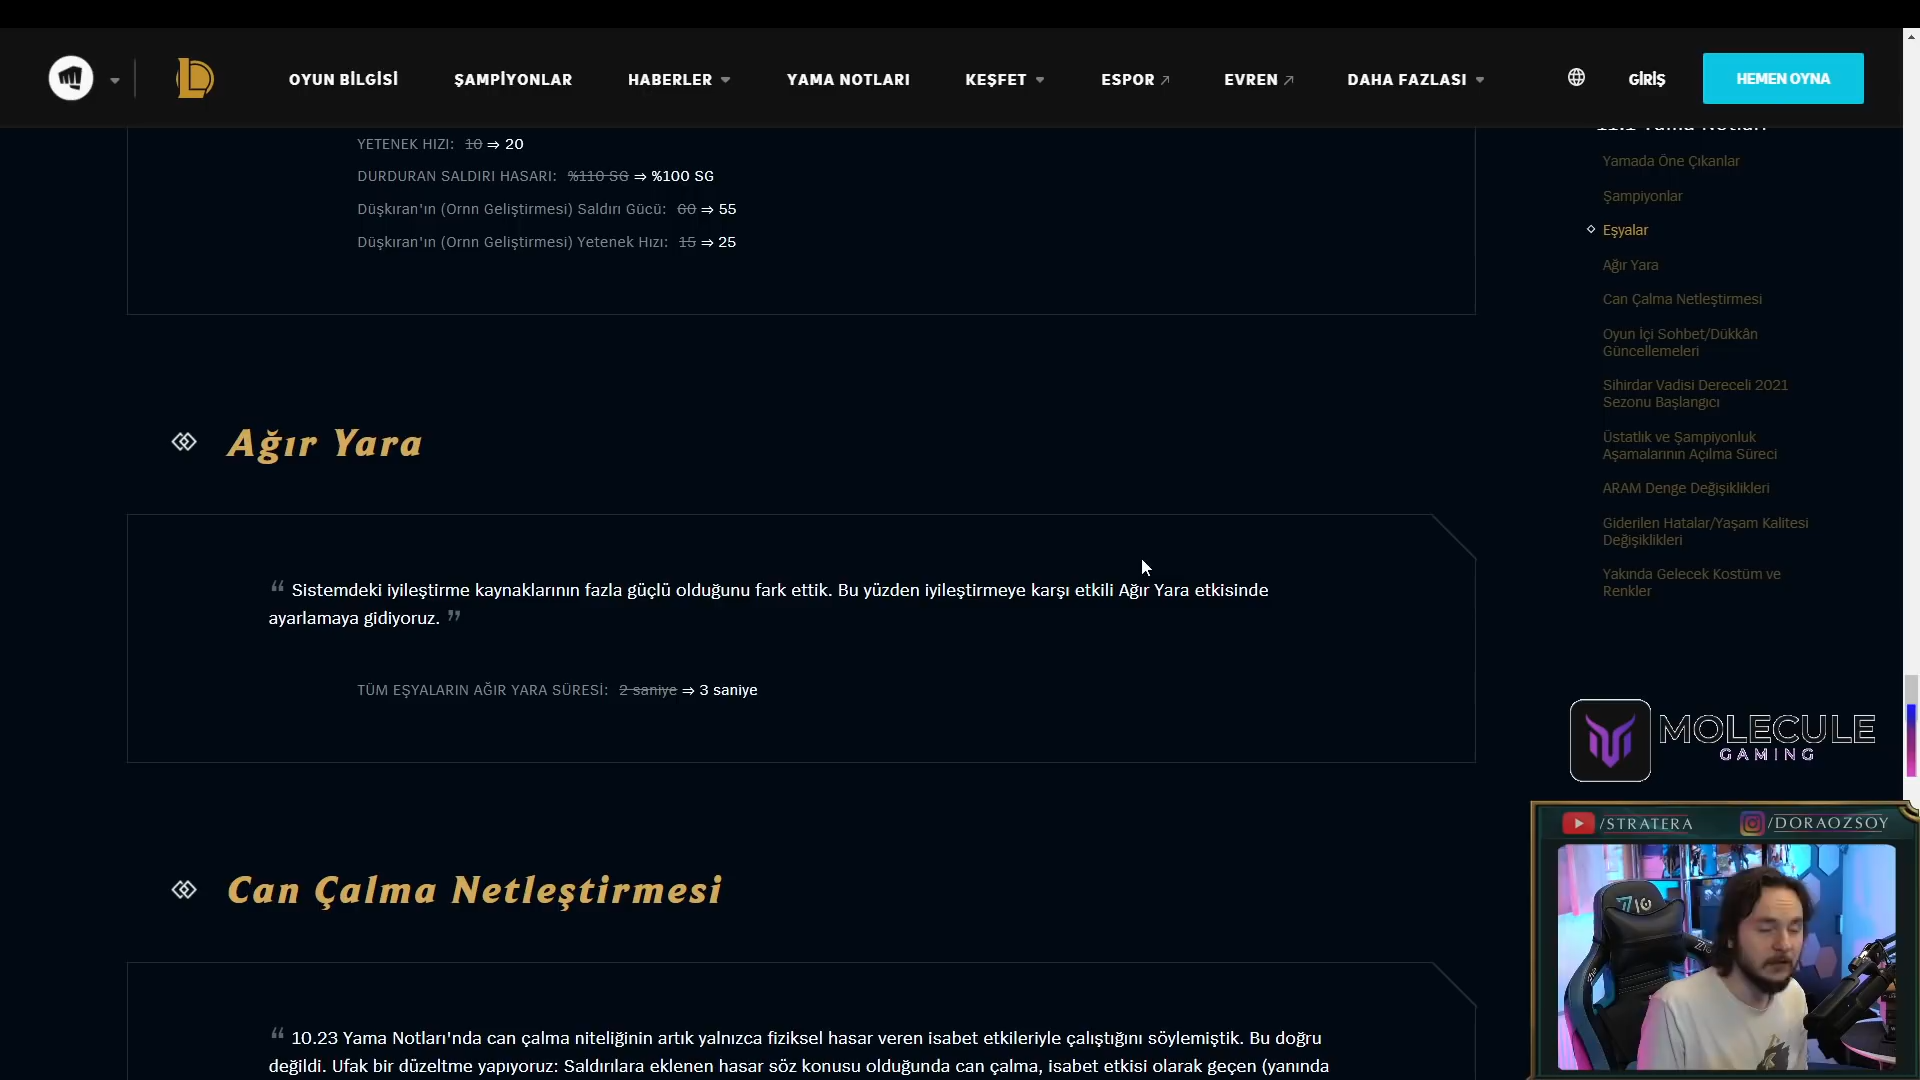 OYUN BİLGİSİ
ŞAMPİYONLAR
HABERLER
YAMA NOTLARI
KEŞFET
ESPOR
EVREN
DAHA FAZLASI
GİRİŞ
HEMEN OYNA
YETENEK HIZI: 10 ⇒ 20
DURDURAN SALDIRI HASARI: %110 SG ⇒ %100 SG
Düşkıran'ın (Ornn Geliştirmesi) Saldırı Gücü: 60 ⇒ 55
Düşkıran'ın (Ornn Geliştirmesi) Yetenek Hızı: 15 ⇒ 25
Ağır Yara
“ Sistemdeki iyileştirme kaynaklarının fazla güçlü olduğunu fark ettik. Bu yüzden iyileştirmeye karşı etkili Ağır Yara etkisinde
ayarlamaya gidiyoruz. ”
TÜM EŞYALARIN AĞIR YARA SÜRESİ: 2 saniye ⇒ 3 saniye
Can Çalma Netleştirmesi
“ 10.23 Yama Notları'nda can çalma niteliğinin artık yalnızca fiziksel hasar veren isabet etkileriyle çalıştığını söylemiştik. Bu doğru
değildi. Ufak bir düzeltme yapıyoruz: Saldırılara eklenen hasar söz konusu olduğunda can çalma, isabet etkisi olarak geçen (yanında
11.1 Yama Notları
Yamada Öne Çıkanlar
Şampiyonlar
Eşyalar
Ağır Yara
Can Çalma Netleştirmesi
Oyun İçi Sohbet/Dükkân
Güncellemeleri
Sihirdar Vadisi Dereceli 2021
Sezonu Başlangıcı
Üstatlık ve Şampiyonluk
Aşamalarının Açılma Süreci
ARAM Denge Değişiklikleri
Giderilen Hatalar/Yaşam Kalitesi
Değişiklikleri
Yakında Gelecek Kostüm ve
Renkler
MOLECULE
GAMING
/STRATERA
/DORAOZSOY